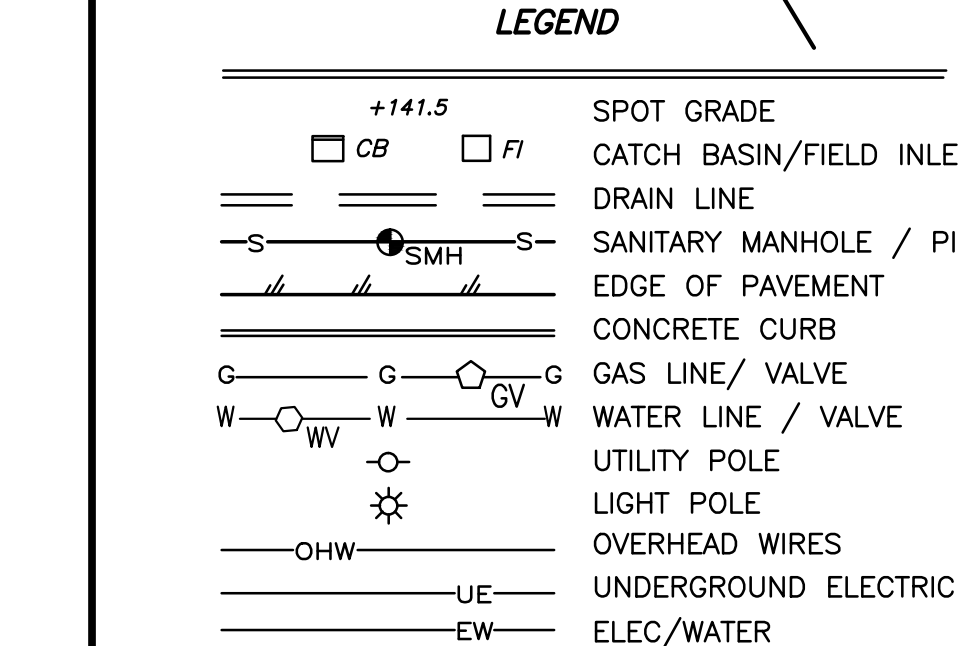 LEGEND
+141.5 SPOT GRADE
CB FI CATCH BASIN/FIELD INLE
DRAIN LINE
S SMH S SANITARY MANHOLE / PI
EDGE OF PAVEMENT
CONCRETE CURB
G G GV G GAS LINE/ VALVE
W WV W W WATER LINE / VALVE
UTILITY POLE
LIGHT POLE
OHW OVERHEAD WIRES
UE UNDERGROUND ELECTRIC
EW ELEC/WATER